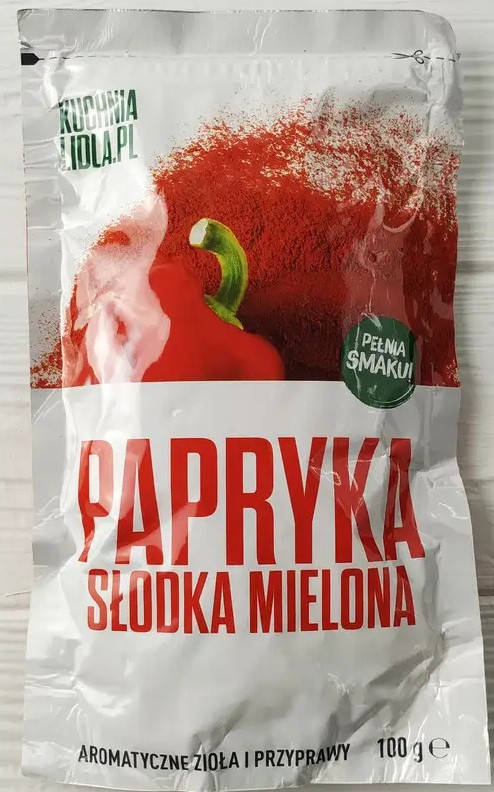 KUCHNIA
LIDLA.PL
PEŁNIA
SMAKU!
PAPRYKA
SŁODKA MIELONA
AROMATYCZNE ZIOŁA I PRZYPRAWY 100 g ℮